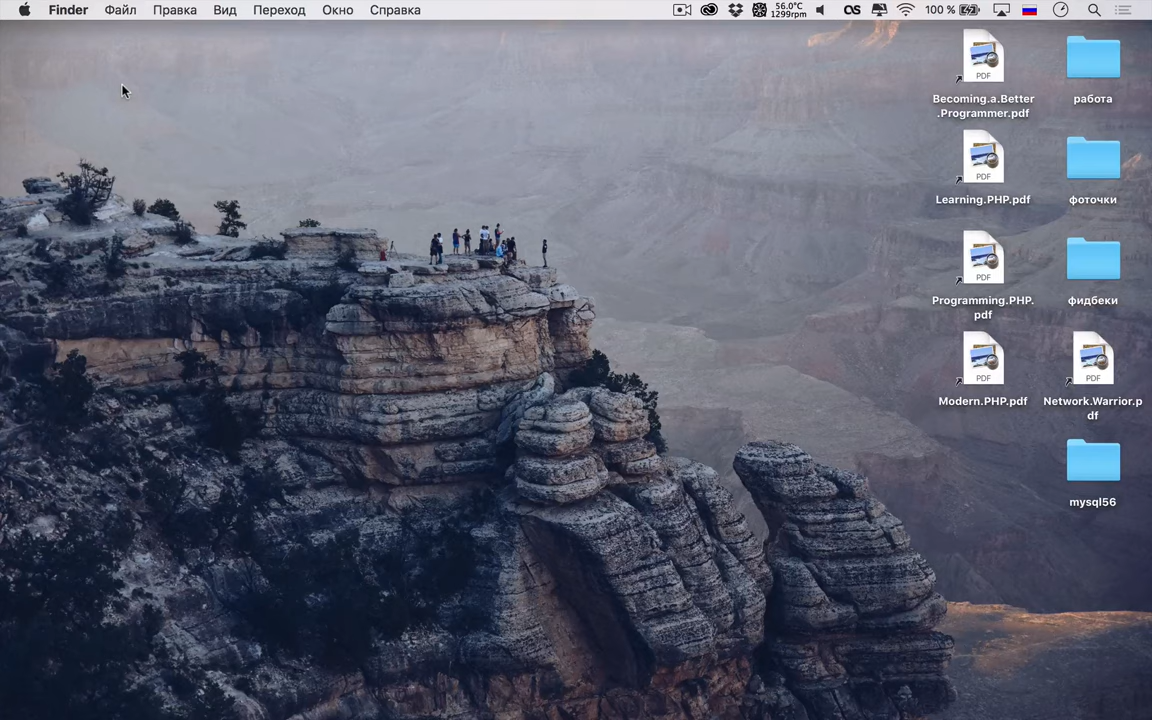 Finder Файл Правка Вид Переход Окно Справка 56.0°C 1299rpm 100 %
PDF
Becoming.a.Better
.Programmer.pdf
работа
PDF
Learning.PHP.pdf
фоточки
PDF
Programming.PHP.
pdf
фидбеки
PDF
Modern.PHP.pdf
PDF
Network.Warrior.p
df
mysql56